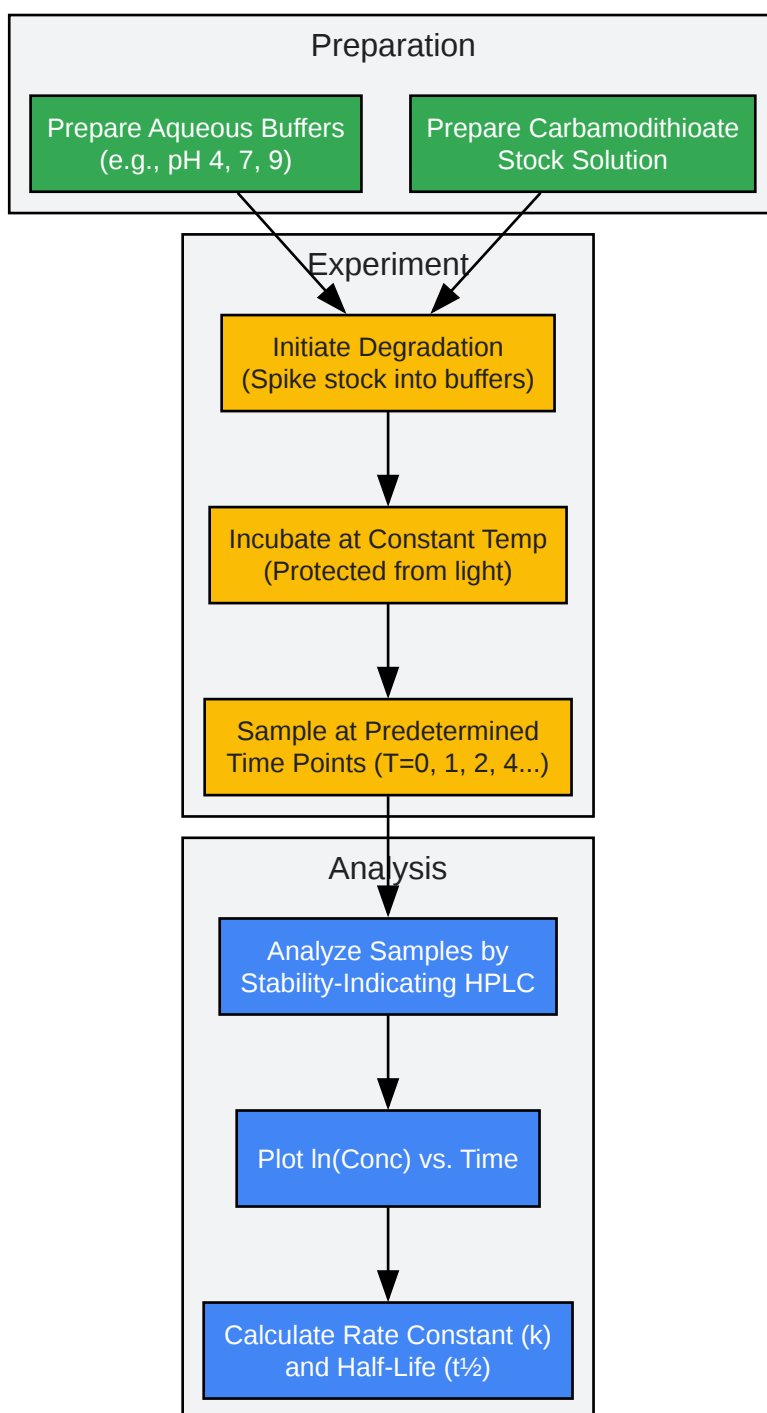 Preparation
Prepare Aqueous Buffers
(e.g., pH 4, 7, 9)
Prepare Carbamodithioate
Stock Solution
Experiment
Initiate Degradation
(Spike stock into buffers)
Incubate at Constant Temp
(Protected from light)
Sample at Predetermined
Time Points (T=0, 1, 2, 4...)
Analysis
Analyze Samples by
Stability-Indicating HPLC
Plot ln(Conc) vs. Time
Calculate Rate Constant (k)
and Half-Life (t½)